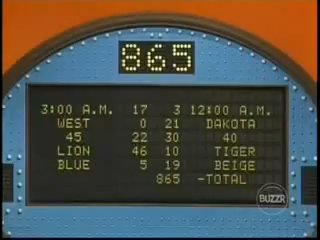 865
3:00 A.M. 17 3 12:00 A.M.
WEST 0 21 DAKOTA
45 22 30 40
LION 46 10 TIGER
BLUE 5 19 BEIGE
865 -TOTAL
BUZZR